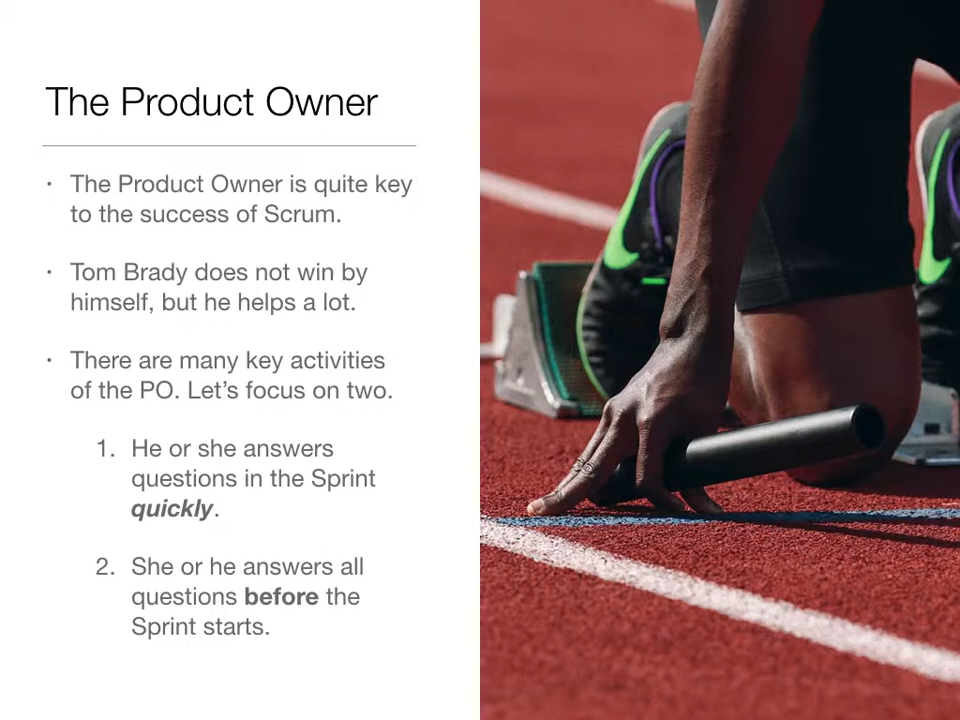 The Product Owner
• The Product Owner is quite key
to the success of Scrum.
• Tom Brady does not win by
himself, but he helps a lot.
• There are many key activities
of the PO. Let’s focus on two.
1. He or she answers
questions in the Sprint
quickly.
2. She or he answers all
questions before the
Sprint starts.